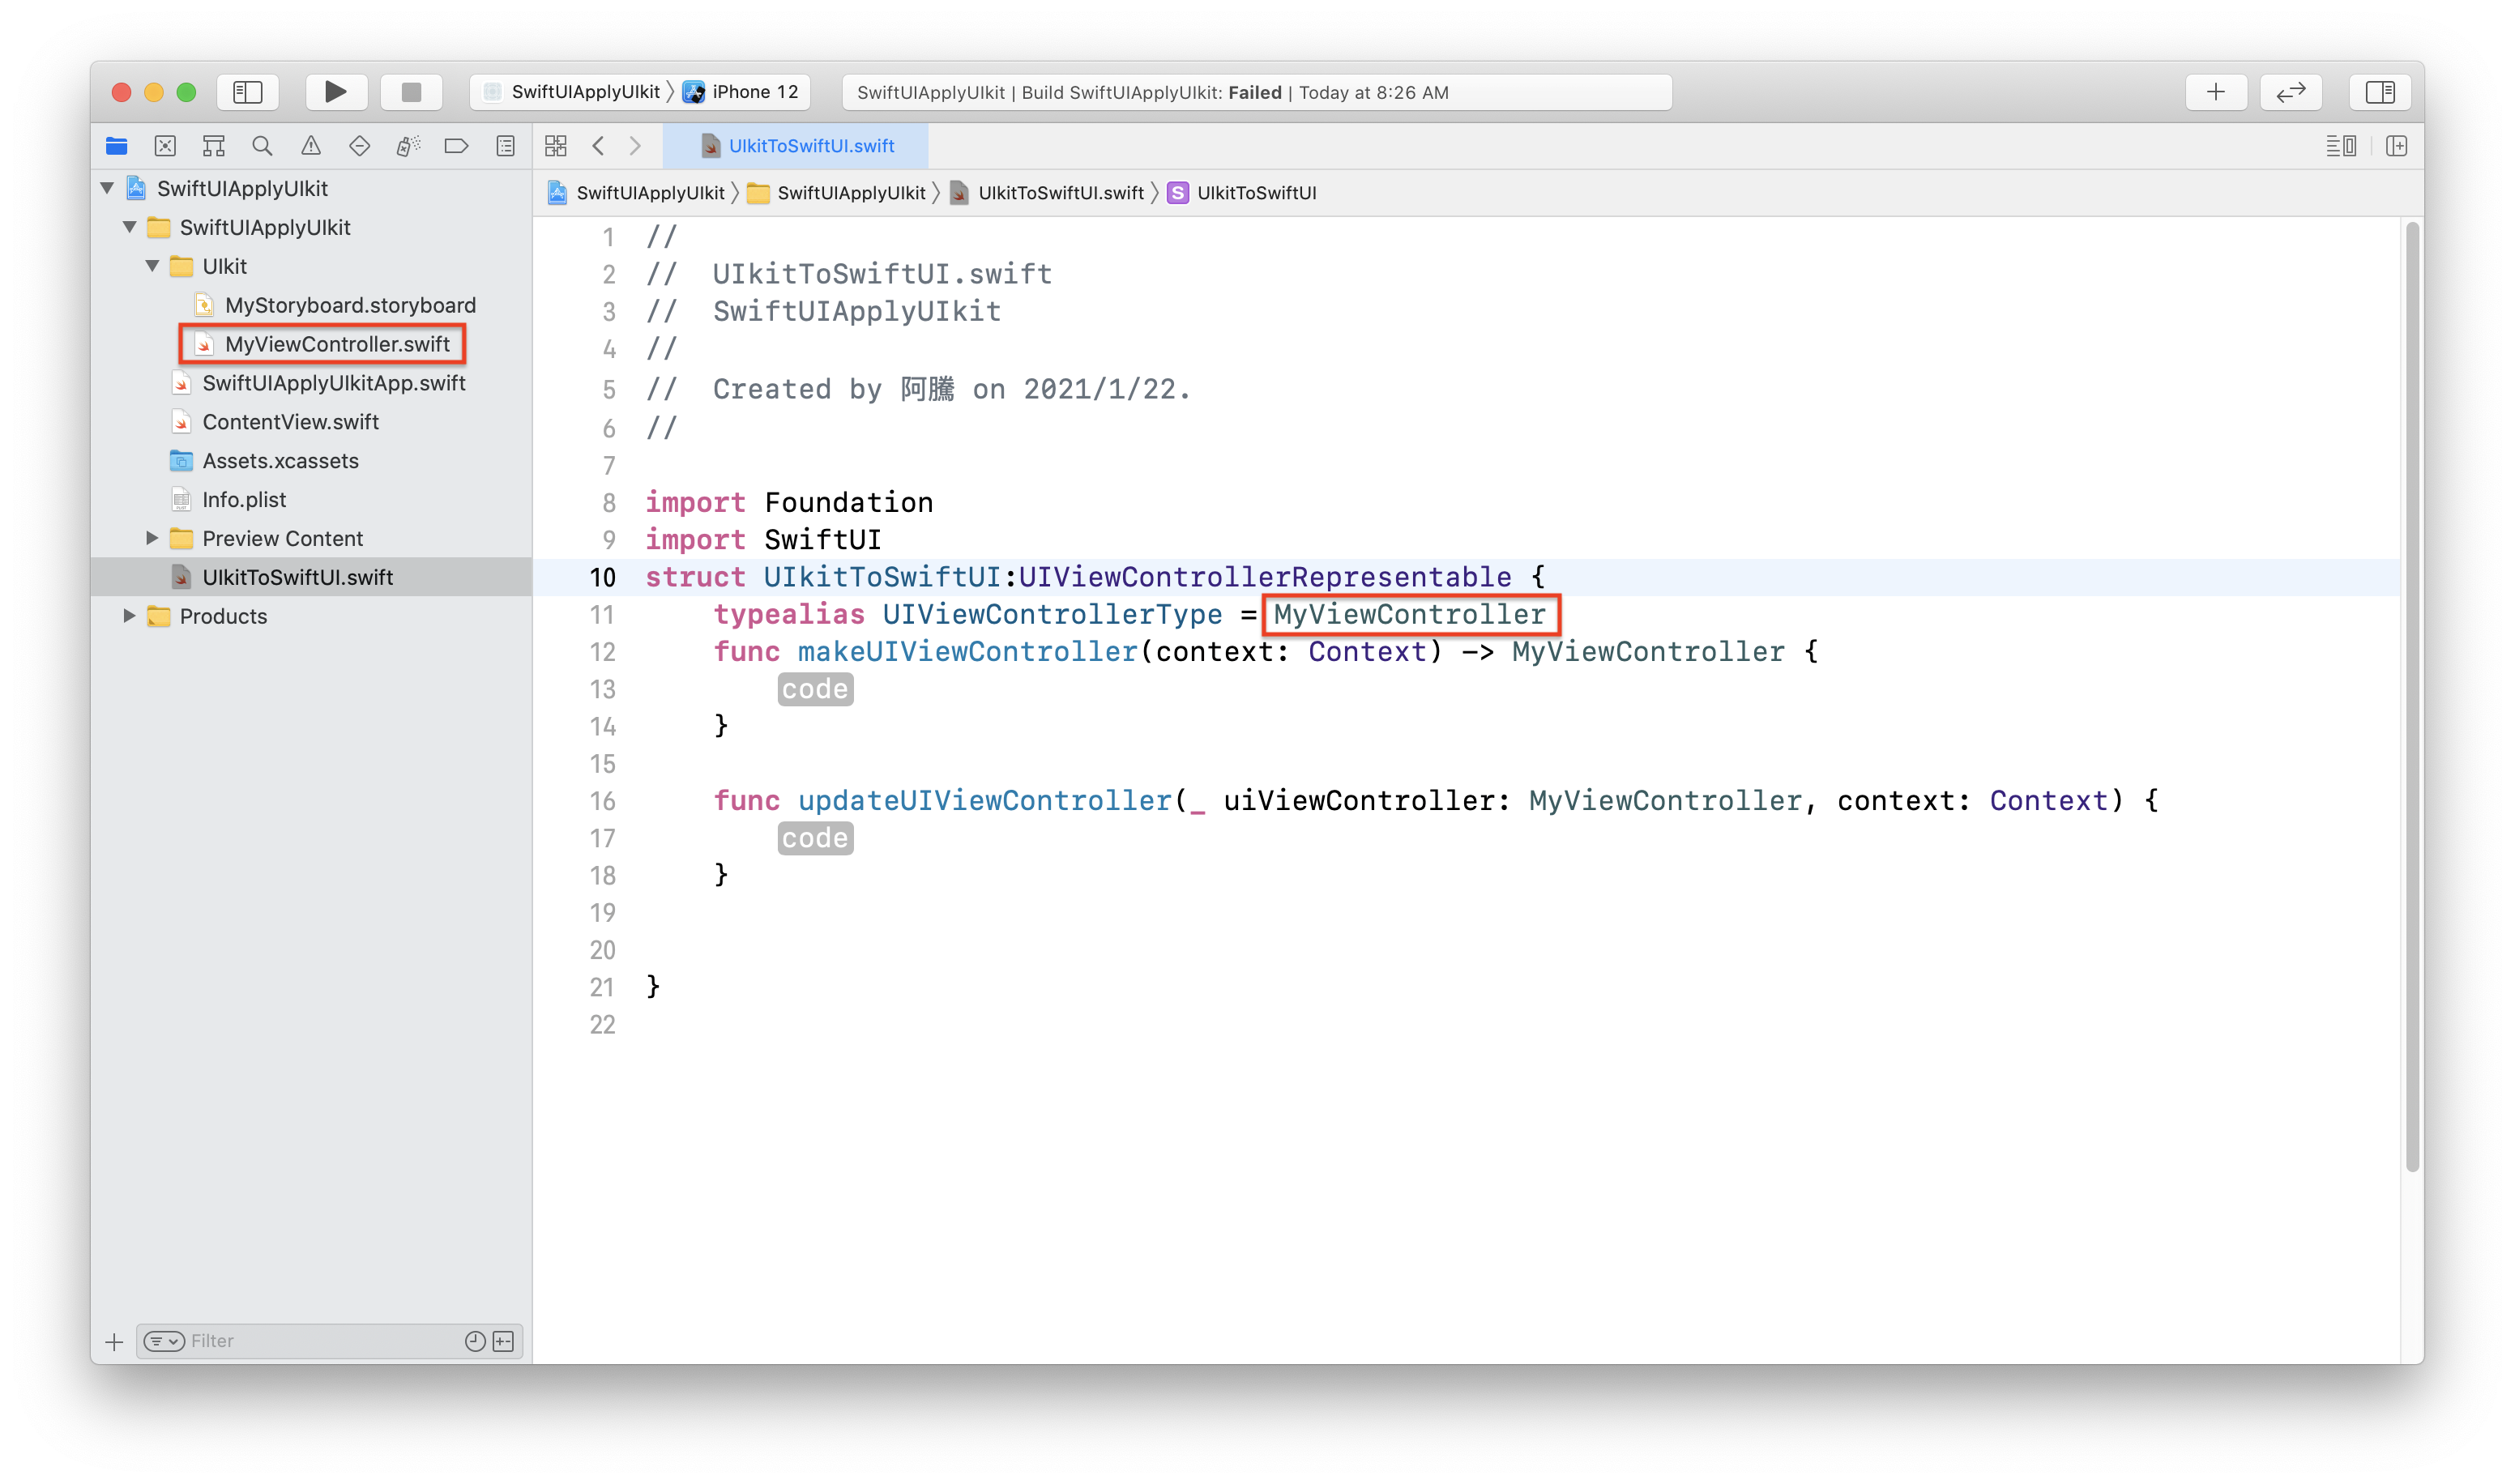 SwiftUIApplyUIkit 〉 iPhone 12
SwiftUIApplyUIkit | Build SwiftUIApplyUIkit: Failed | Today at 8:26 AM
UIkitToSwiftUI.swift
SwiftUIApplyUIkit 〉 SwiftUIApplyUIkit 〉 UIkitToSwiftUI.swift 〉 S UIkitToSwiftUI
SwiftUIApplyUIkit
SwiftUIApplyUIkit
UIkit
MyStoryboard.storyboard
MyViewController.swift
SwiftUIApplyUIkitApp.swift
ContentView.swift
Assets.xcassets
Info.plist
Preview Content
UIkitToSwiftUI.swift
Products
Filter
1 //
2 //  UIkitToSwiftUI.swift
3 //  SwiftUIApplyUIkit
4 //
5 //  Created by 阿騰 on 2021/1/22.
6 //
7
8 import Foundation
9 import SwiftUI
10 struct UIkitToSwiftUI:UIViewControllerRepresentable {
11     typealias UIViewControllerType = MyViewController
12     func makeUIViewController(context: Context) -> MyViewController {
13         code
14     }
15
16     func updateUIViewController(_ uiViewController: MyViewController, context: Context) {
17         code
18     }
19
20
21 }
22